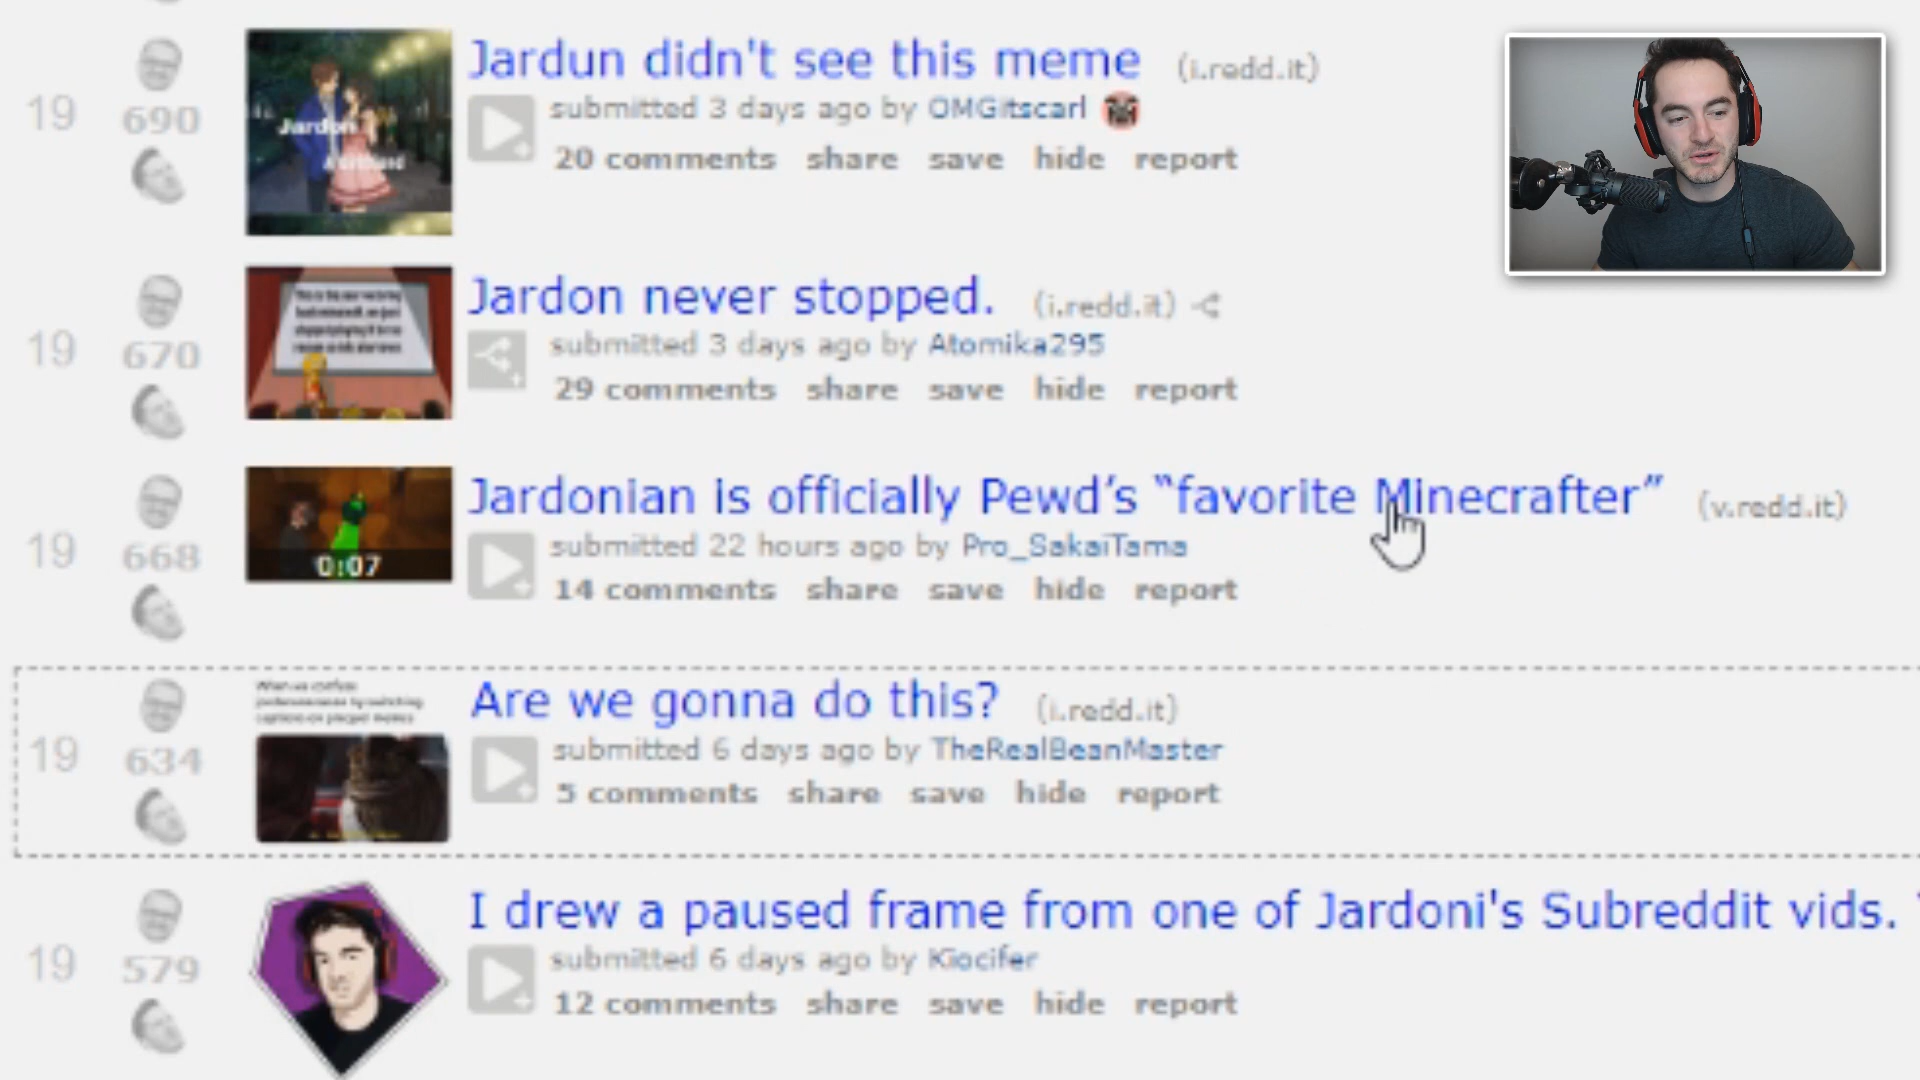 Jardun didn't see this meme (i.redd.it)
submitted 3 days ago by OMGitscarl
19
690
Jardon
20 comments share save hide report
Jardon never stopped. (i.redd.it)
submitted 3 days ago by Atomika295
19
670
29 comments share save hide report
Jardonian is officially Pewd’s “favorite Minecrafter” (v.redd.it)
submitted 22 hours ago by Pro_SakaiTama
19
668
0:07
14 comments share save hide report
Are we gonna do this? (i.redd.it)
submitted 6 days ago by TheRealBeanMaster
19
634
5 comments share save hide report
I drew a paused frame from one of Jardoni's Subreddit vids.
submitted 6 days ago by Kiocifer
19
579
12 comments share save hide report